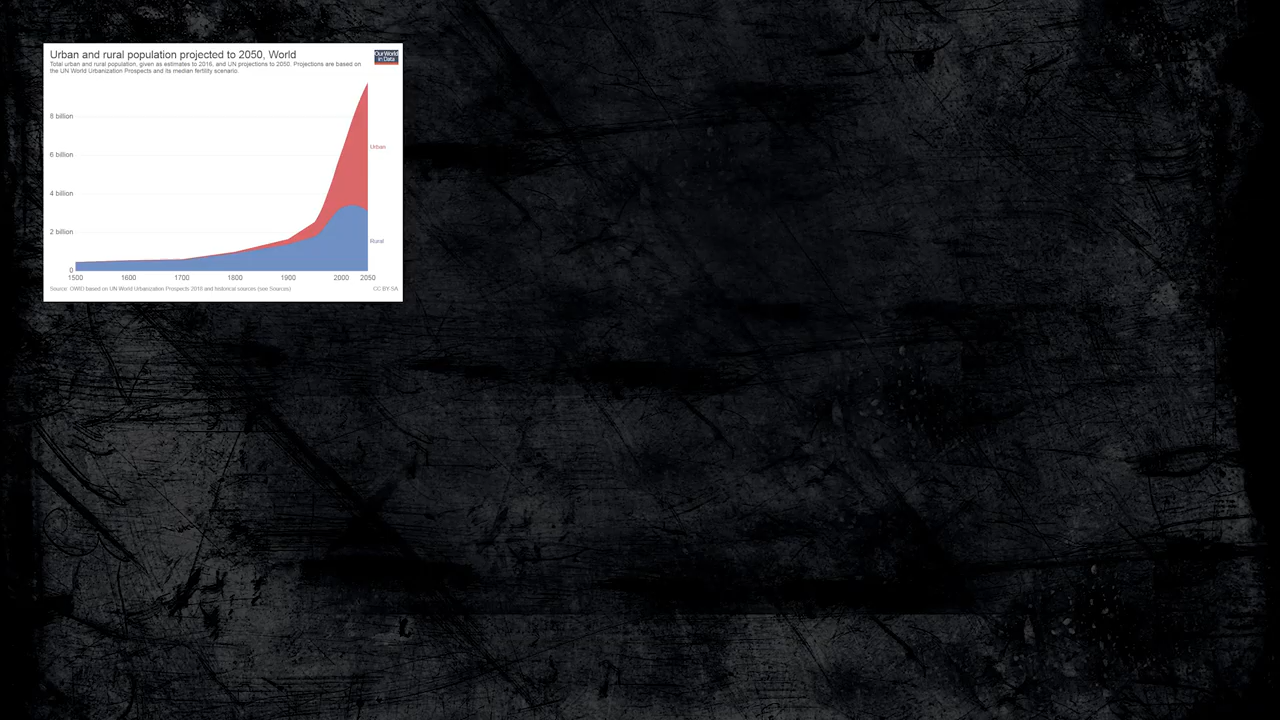 Urban and rural population projected to 2050, World
Our World
in Data
Total urban and rural population, given as estimates to 2016, and UN projections to 2050. Projections are based on
the UN World Urbanization Prospects and its median fertility scenario.
8 billion
6 billion
4 billion
2 billion
0
Urban
Rural
1500 1600 1700 1800 1900 2000 2050
Source: OWID based on UN World Urbanization Prospects 2018 and historical sources (see Sources) CC BY-SA